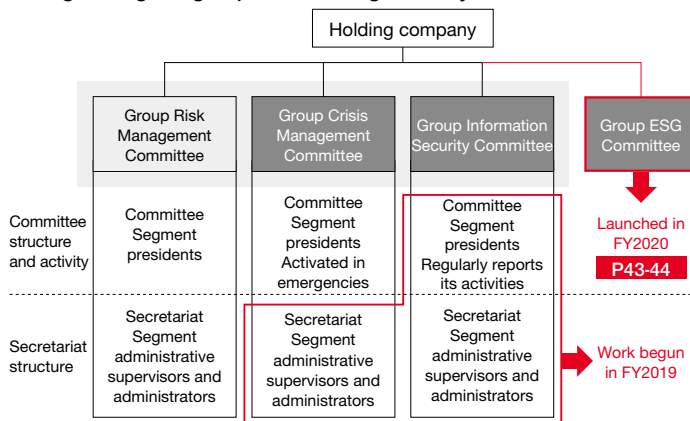 Holding company
Group Risk
Management
Committee
Group Crisis
Management
Committee
Group Information
Security Committee
Group ESG
Committee
Committee
structure
and activity
Committee
Segment
presidents
Committee
Segment
presidents
Activated in
emergencies
Committee
Segment
presidents
Regularly reports
its activities
Launched in
FY2020
P43-44
Secretariat
structure
Secretariat
Segment
administrative
supervisors and
administrators
Secretariat
Segment
administrative
supervisors and
administrators
Secretariat
Segment
administrative
supervisors and
administrators
Work begun
in FY2019